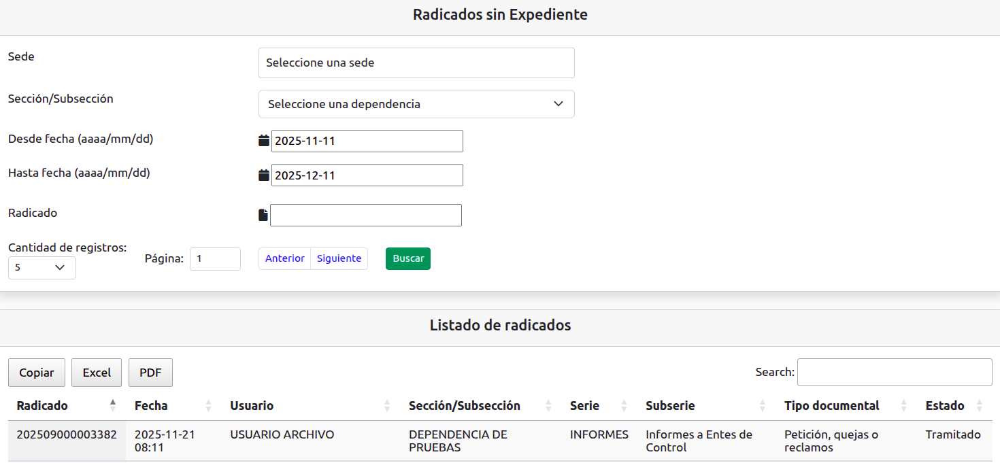 Radicados sin Expediente
Sede
Seleccione una sede
Sección/Subsección
Seleccione una dependencia
Desde fecha (aaaa/mm/dd)
2025-11-11
Hasta fecha (aaaa/mm/dd)
2025-12-11
Radicado
Cantidad de registros:
5
Página: 1
Anterior Siguiente
Buscar
Listado de radicados
Copiar Excel PDF
Search:
Radicado Fecha Usuario Sección/Subsección Serie Subserie Tipo documental Estado
202509000003382 2025-11-21 USUARIO ARCHIVO DEPENDENCIA DE INFORMES Informes a Entes de Petición, quejas o Tramitado
08:11 PRUEBAS Control reclamos